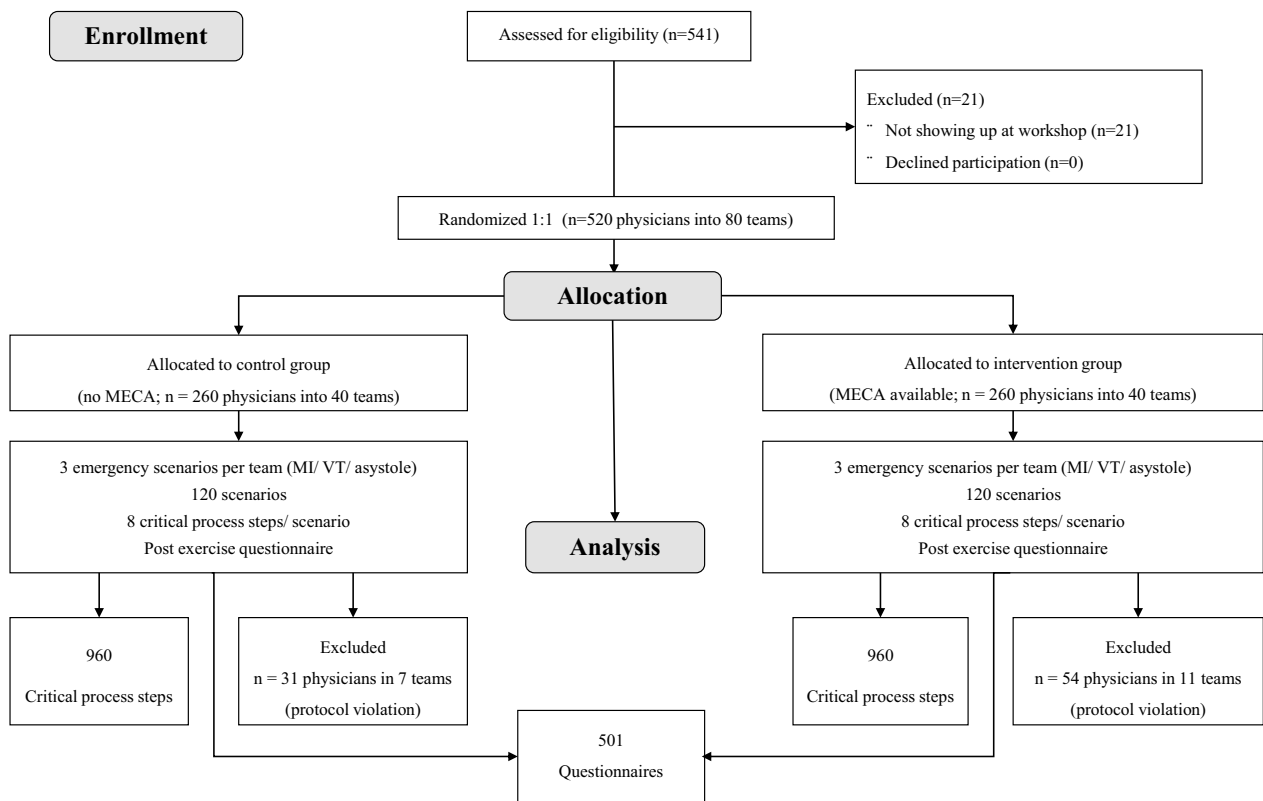 Enrollment
Assessed for eligibility (n=541)
Excluded (n=21)
¨ Not showing up at workshop (n=21)
¨ Declined participation (n=0)
Randomized 1:1 (n=520 physicians into 80 teams)
Allocation
Allocated to control group
(no MECA; n = 260 physicians into 40 teams)
Allocated to intervention group
(MECA available; n = 260 physicians into 40 teams)
3 emergency scenarios per team (MI/ VT/ asystole)
120 scenarios
8 critical process steps/ scenario
Post exercise questionnaire
3 emergency scenarios per team (MI/ VT/ asystole)
120 scenarios
8 critical process steps/ scenario
Post exercise questionnaire
Analysis
960
Critical process steps
Excluded
n = 31 physicians in 7 teams
(protocol violation)
960
Critical process steps
Excluded
n = 54 physicians in 11 teams
(protocol violation)
501
Questionnaires